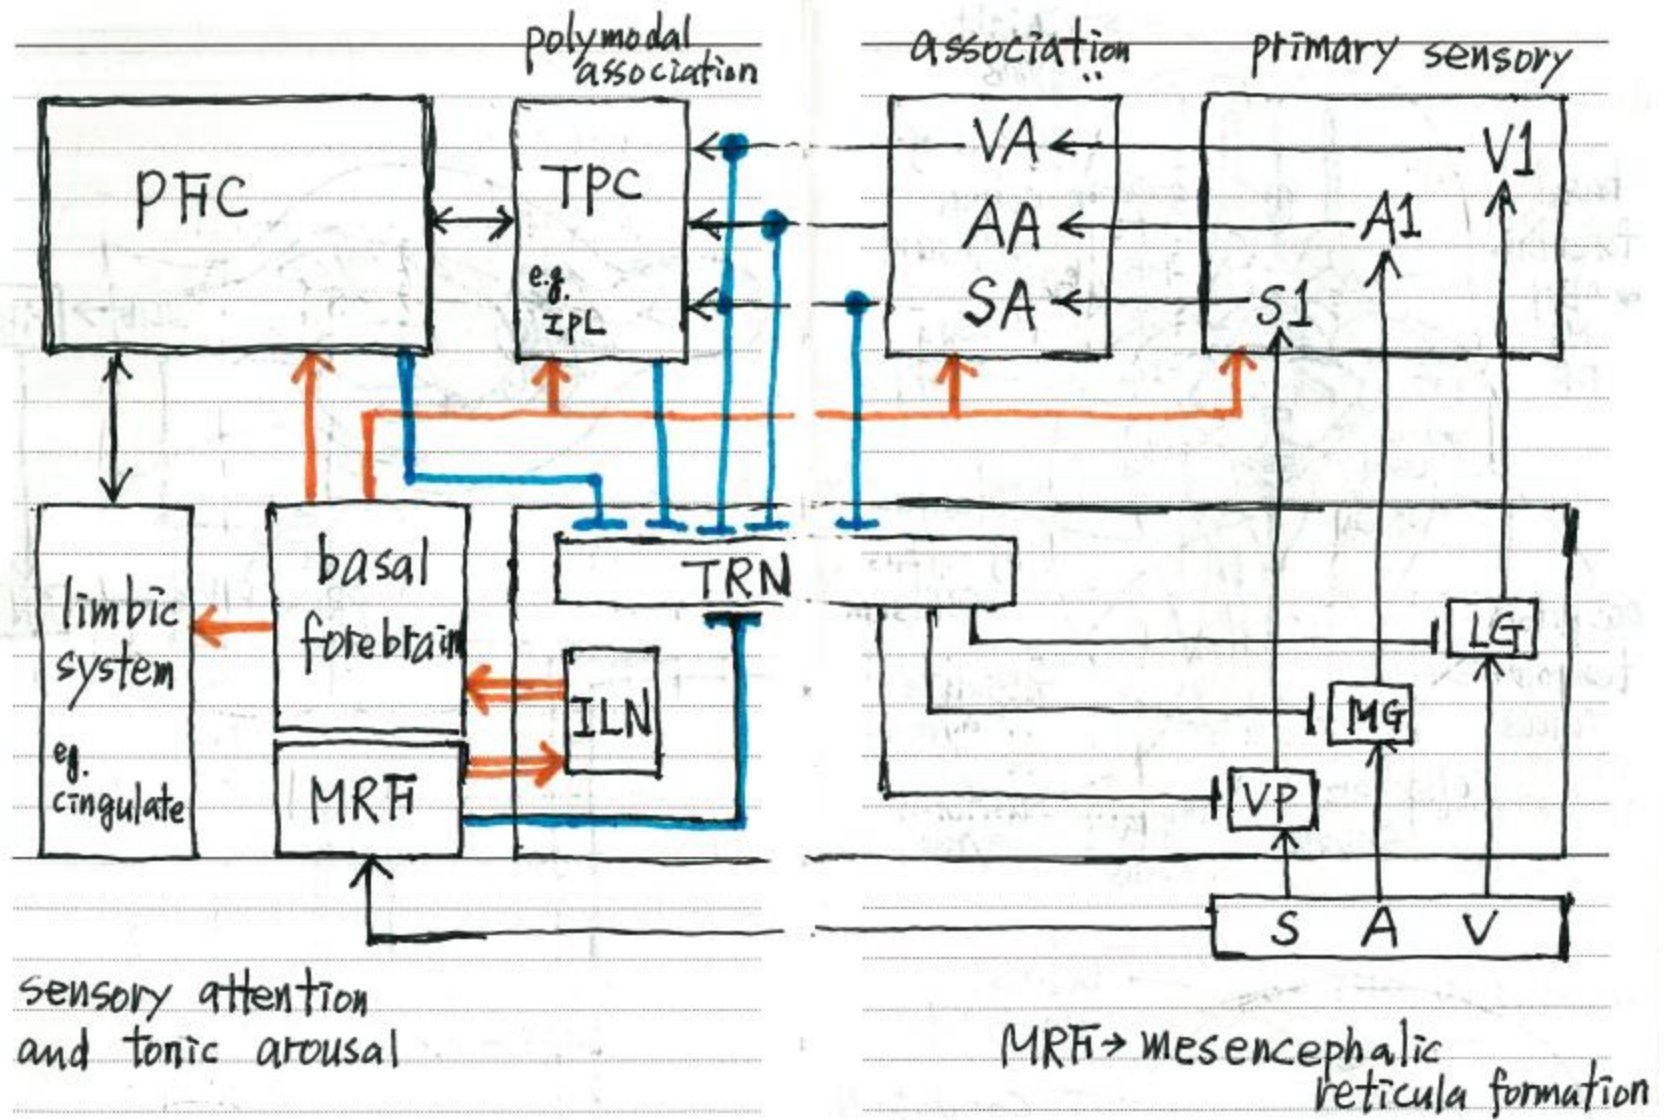 polymodal
association
association
primary sensory
PFC
TPC
e.g.
IPL
VA
AA
SA
V1
A1
S1
limbic
system
eg.
cingulate
basal
forebrain
MRF
TRN
ILN
LG
MG
VP
S A V
sensory attention
and tonic arousal
MRF→ mesencephalic
reticula formation